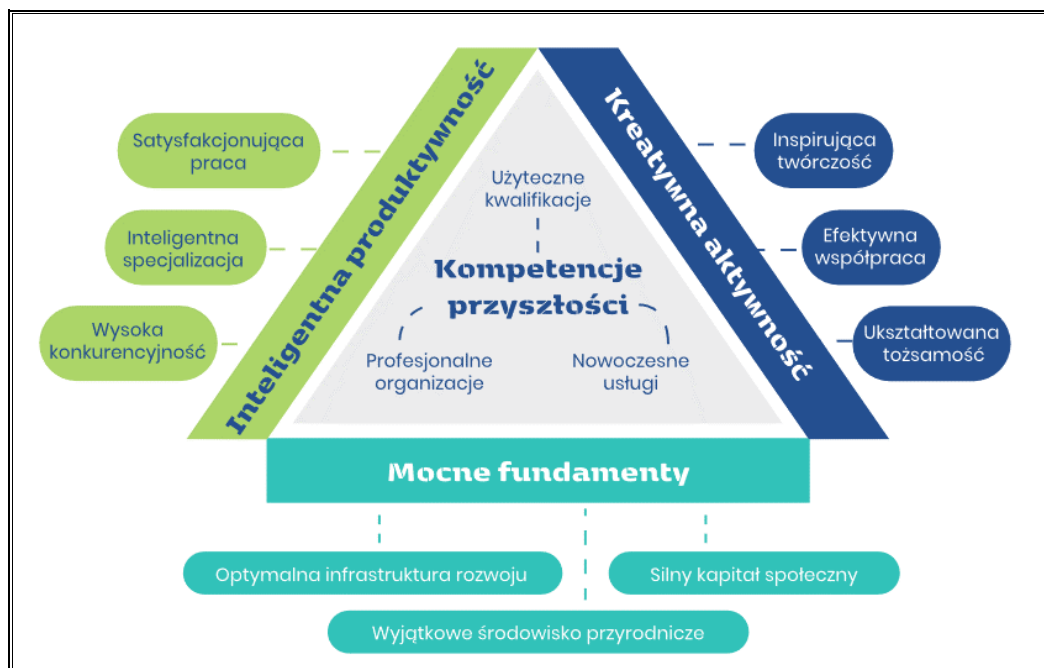 Inteligentna produktywność
Kreatywna aktywność
Satysfakcjonująca
praca
Inteligentna
specjalizacja
Wysoka
konkurencyjność
Użyteczne
kwalifikacje
Kompetencje
przyszłości
Profesjonalne
organizacje
Nowoczesne
usługi
Inspirująca
twórczość
Efektywna
współpraca
Ukształtowana
tożsamość
Mocne fundamenty
Optymalna infrastruktura rozwoju
Silny kapitał społeczny
Wyjątkowe środowisko przyrodnicze